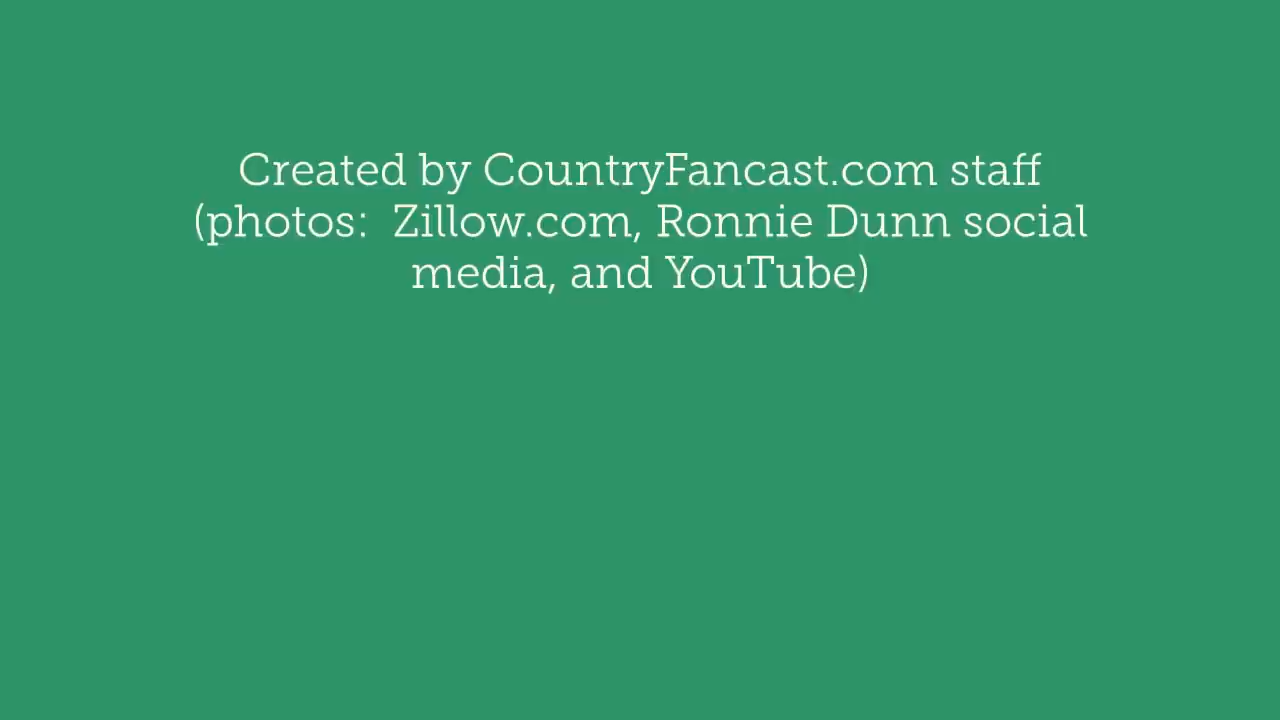 Created by CountryFancast.com staff
(photos:  Zillow.com, Ronnie Dunn social
media, and YouTube)